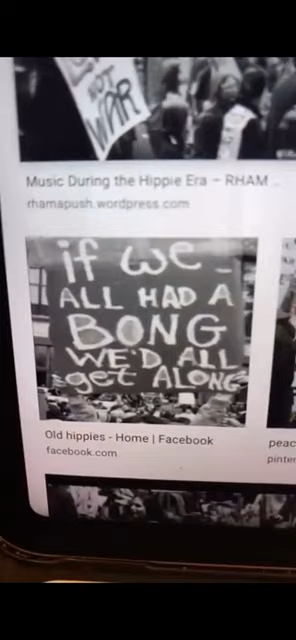 NOT
WAR
Music During the Hippie Era – RHAM ...
rhamapush.wordpress.com
if we
ALL HAD A
BONG
WE'D ALL
get ALONG
Old hippies - Home | Facebook
facebook.com
peac
pinter